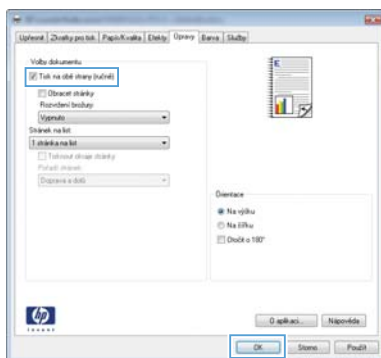 Upřesnit Zkratky pro tisk Papír/Kvalita Efekty Úpravy Barva Služby
Volby dokumentu
Tisk na obě strany (ručně)
Obracet stránky
Rozvržení brožury
Vypnuto
Stránek na list
1 stránka na list
Tisknout okraje stránky
Pořadí stránek
Doprava a dolů
Orientace
Na výšku
Na šířku
Otočit o 180°
hp
invent
O aplikaci... Nápověda
OK Storno Použít